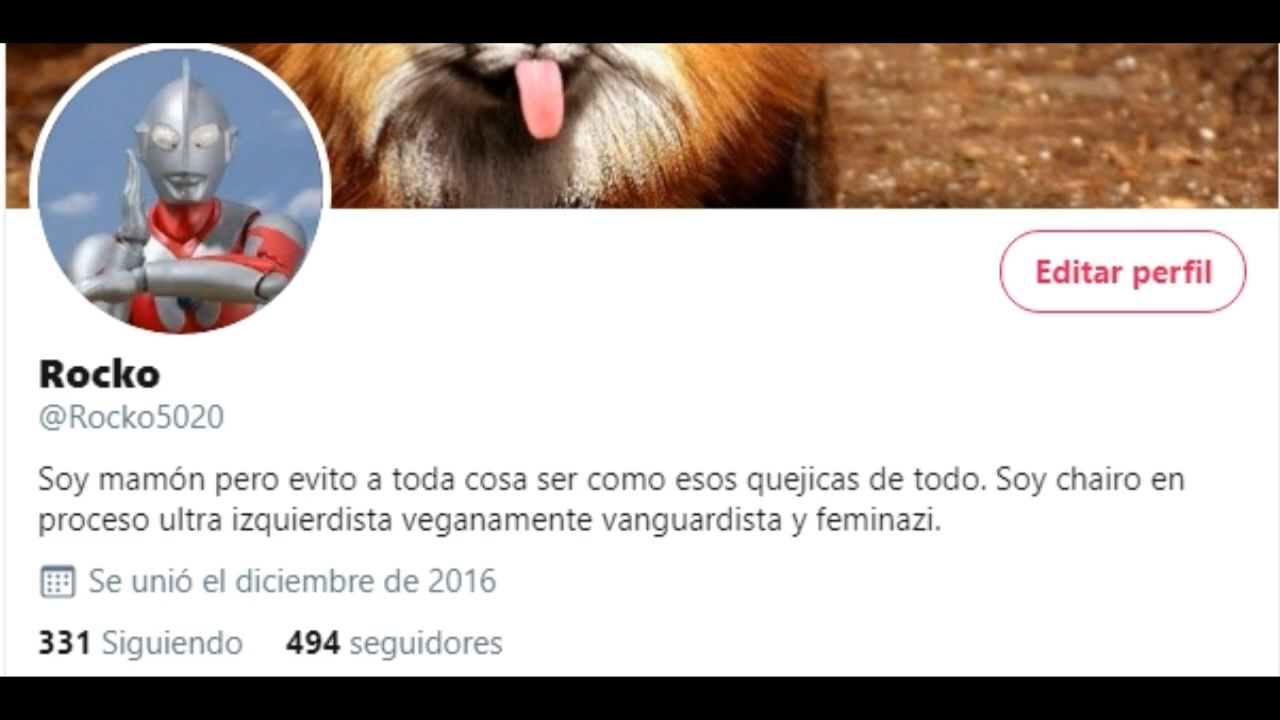 Editar perfil
Rocko
@Rocko5020
Soy mamón pero evito a toda cosa ser como esos quejicas de todo. Soy chairo en
proceso ultra izquierdista veganamente vanguardista y feminazi.
Se unió el diciembre de 2016
331 Siguiendo 494 seguidores